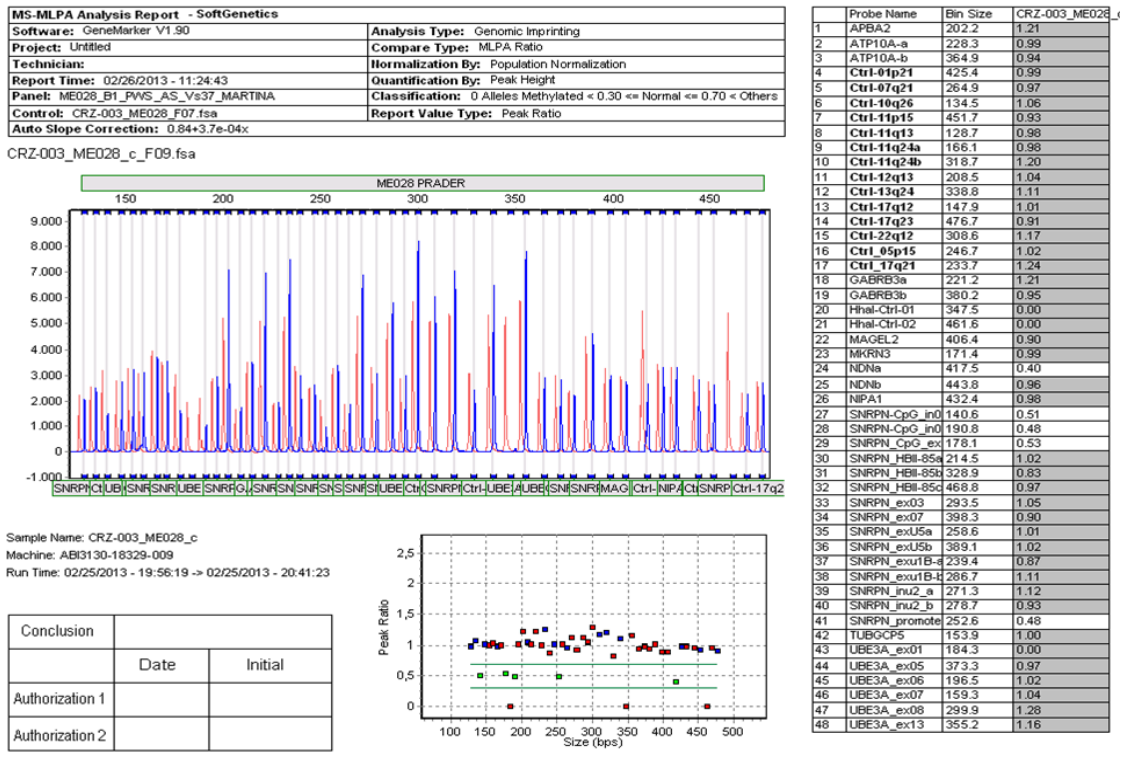 MS-MLPA Analysis Report - SoftGenetics
Software: GeneMarker V1.90
Analysis Type: Genomic Imprinting
Project: Untitled
Compare Type: MLPA Ratio
Technician:
Normalization By: Population Normalization
Report Time: 02/26/2013 - 11:24:43
Quantification By: Peak Height
Panel: ME028_B1_PWS_AS_Vs37_MARTINA
Classification: 0 Alleles Methylated < 0.30 <= Normal <= 0.70 < Others
Control: CRZ-003_ME028_F07.fsa
Report Value Type: Peak Ratio
Auto Slope Correction: 0.84+3.7e-04x
CRZ-003_ME028_c_F09.fsa
ME028 PRADER
150 200 250 300 350 400 450
9.000
8.000
7.000
6.000
5.000
4.000
3.000
2.000
1.000
0
-1.000
Sample Name: CRZ-003_ME028_c
Machine: ABI3130-18329-009
Run Time: 02/25/2013 - 19:56:19 -> 02/25/2013 - 20:41:23
Conclusion
Date Initial
Authorization 1
Authorization 2
Peak Ratio
2,5
2
1,5
1
0,5
0
100 150 200 250 300 350 400 450 500
Size (bps)
Probe Name Bin Size CRZ-003_ME028_
1 APBA2 202.2 1.21
2 ATP10A-a 228.3 0.99
3 ATP10A-b 364.9 0.94
4 Ctrl-01p21 425.4 0.99
5 Ctrl-07q21 264.9 0.97
6 Ctrl-10q26 134.5 1.06
7 Ctrl-11p15 451.7 0.93
8 Ctrl-11q13 128.7 0.98
9 Ctrl-11q24a 166.1 0.98
10 Ctrl-11q24b 318.7 1.20
11 Ctrl-12q13 208.5 1.04
12 Ctrl-13q24 338.8 1.11
13 Ctrl-17q12 147.9 1.01
14 Ctrl-17q23 476.7 0.91
15 Ctrl-22q12 308.6 1.17
16 Ctrl_05p15 246.7 1.02
17 Ctrl_17q21 233.7 1.24
18 GABRB3a 221.2 1.21
19 GABRB3b 380.2 0.95
20 HhaI-Ctrl-01 347.5 0.00
21 HhaI-Ctrl-02 461.6 0.00
22 MAGEL2 406.4 0.90
23 MKRN3 171.4 0.99
24 NDNa 417.5 0.40
25 NDNb 443.8 0.96
26 NIPA1 432.4 0.98
27 SNRPN-CpG_in0 140.6 0.51
28 SNRPN-CpG_in0 190.8 0.48
29 SNRPN_CpG_ex 178.1 0.53
30 SNRPN_HBII-85a 214.5 1.02
31 SNRPN_HBII-85b 328.9 0.83
32 SNRPN_HBII-85c 468.8 0.97
33 SNRPN_ex03 293.5 1.05
34 SNRPN_ex07 398.3 0.90
35 SNRPN_exU5a 258.6 1.01
36 SNRPN_exU5b 389.1 1.02
37 SNRPN_exu1B-a 239.4 0.87
38 SNRPN_exu1B-b 286.7 1.11
39 SNRPN_inu2_a 271.3 1.12
40 SNRPN_inu2_b 278.7 0.93
41 SNRPN_promote 252.6 0.48
42 TUBGCP5 153.9 1.00
43 UBE3A_ex01 184.3 0.00
44 UBE3A_ex05 373.3 0.97
45 UBE3A_ex06 196.5 1.02
46 UBE3A_ex07 159.3 1.04
47 UBE3A_ex08 299.9 1.28
48 UBE3A_ex13 355.2 1.16